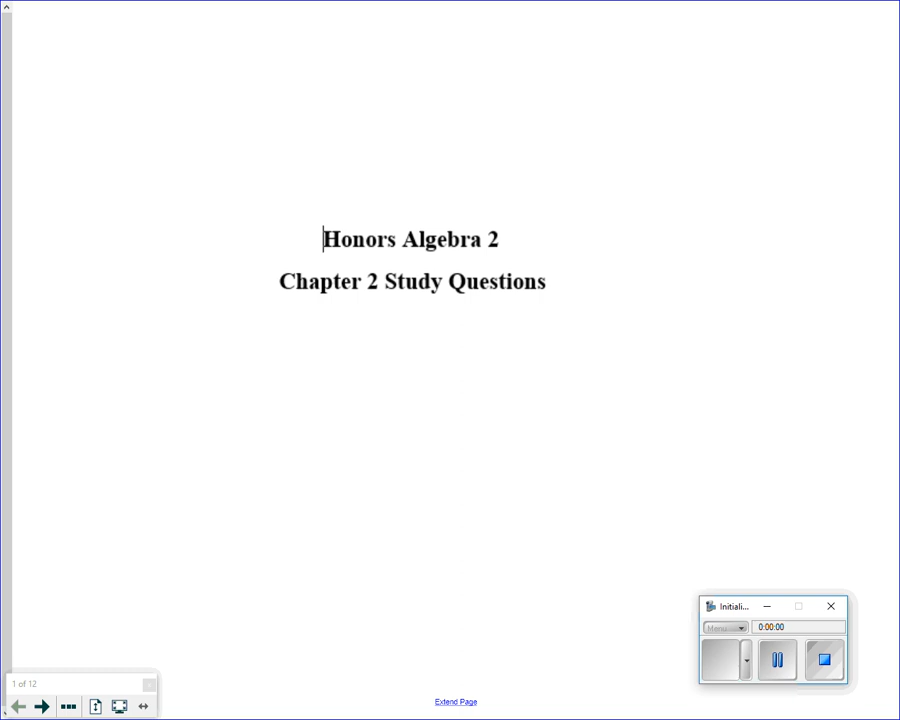 Honors Algebra 2
Chapter 2 Study Questions
Initiali...
Menu
0:00:00
1 of 12
Extend Page